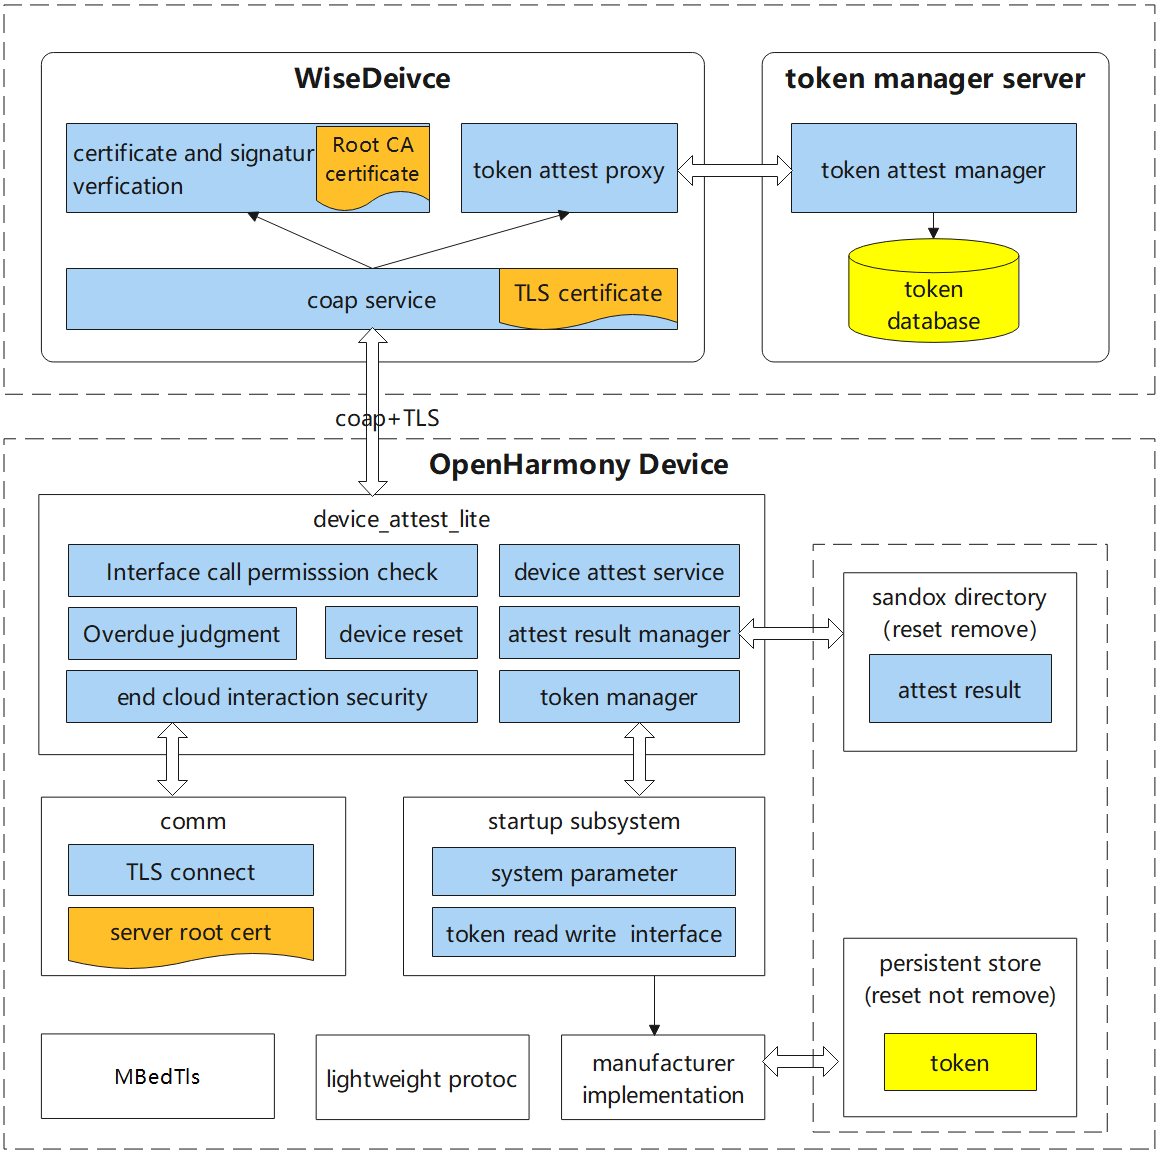 WiseDeivce
token manager server
certificate and signatur
verfication
Root CA
certificate
token attest proxy
token attest manager
coap service
TLS certificate
token
database
coap+TLS
OpenHarmony Device
device_attest_lite
Interface call permisssion check
device attest service
Overdue judgment
device reset
attest result manager
end cloud interaction security
token manager
sandox directory
(reset remove)
attest result
comm
TLS connect
server root cert
startup subsystem
system parameter
token read write interface
persistent store
(reset not remove)
token
MBedTls
lightweight protoc
manufacturer
implementation